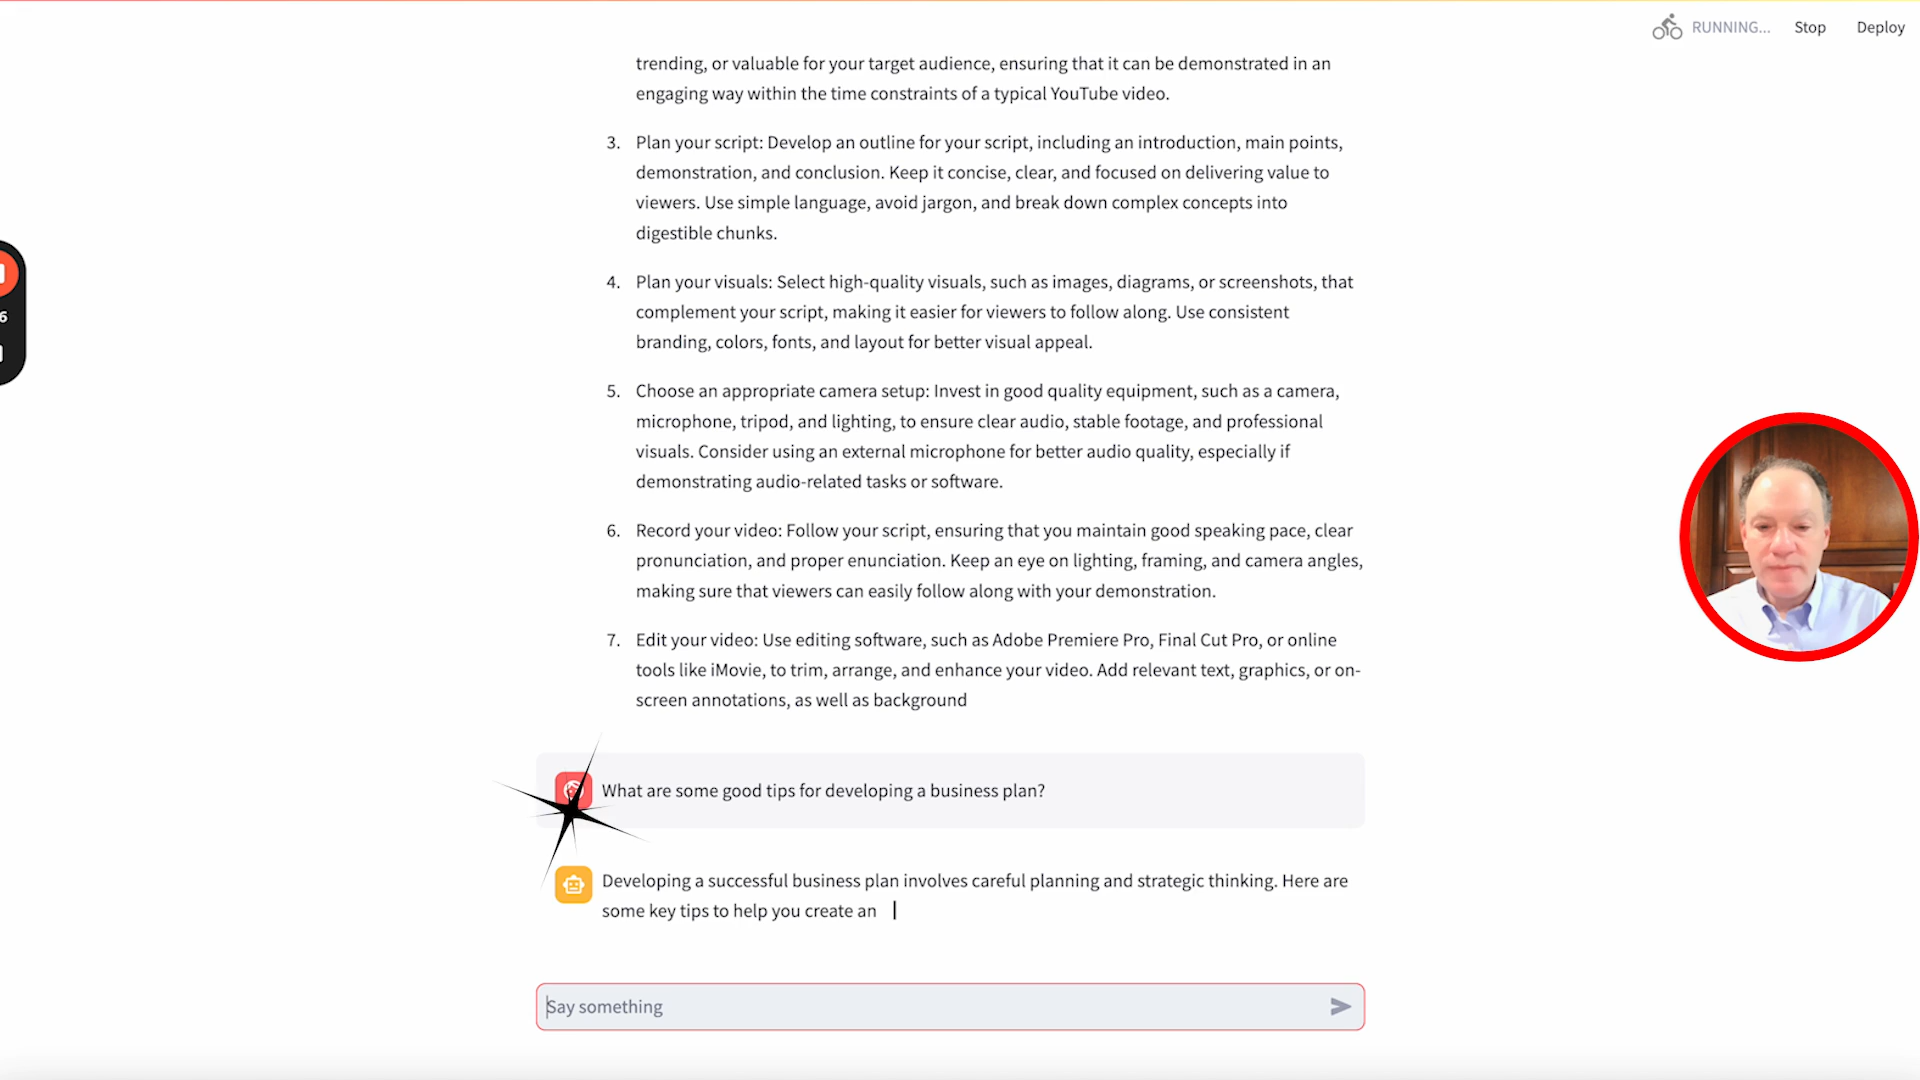 RUNNING... Stop Deploy
trending, or valuable for your target audience, ensuring that it can be demonstrated in an
engaging way within the time constraints of a typical YouTube video.
3. Plan your script: Develop an outline for your script, including an introduction, main points,
demonstration, and conclusion. Keep it concise, clear, and focused on delivering value to
viewers. Use simple language, avoid jargon, and break down complex concepts into
digestible chunks.
4. Plan your visuals: Select high-quality visuals, such as images, diagrams, or screenshots, that
complement your script, making it easier for viewers to follow along. Use consistent
branding, colors, fonts, and layout for better visual appeal.
5. Choose an appropriate camera setup: Invest in good quality equipment, such as a camera,
microphone, tripod, and lighting, to ensure clear audio, stable footage, and professional
visuals. Consider using an external microphone for better audio quality, especially if
demonstrating audio-related tasks or software.
6. Record your video: Follow your script, ensuring that you maintain good speaking pace, clear
pronunciation, and proper enunciation. Keep an eye on lighting, framing, and camera angles,
making sure that viewers can easily follow along with your demonstration.
7. Edit your video: Use editing software, such as Adobe Premiere Pro, Final Cut Pro, or online
tools like iMovie, to trim, arrange, and enhance your video. Add relevant text, graphics, or on-
screen annotations, as well as background
What are some good tips for developing a business plan?
Developing a successful business plan involves careful planning and strategic thinking. Here are
some key tips to help you create an
Say something
6